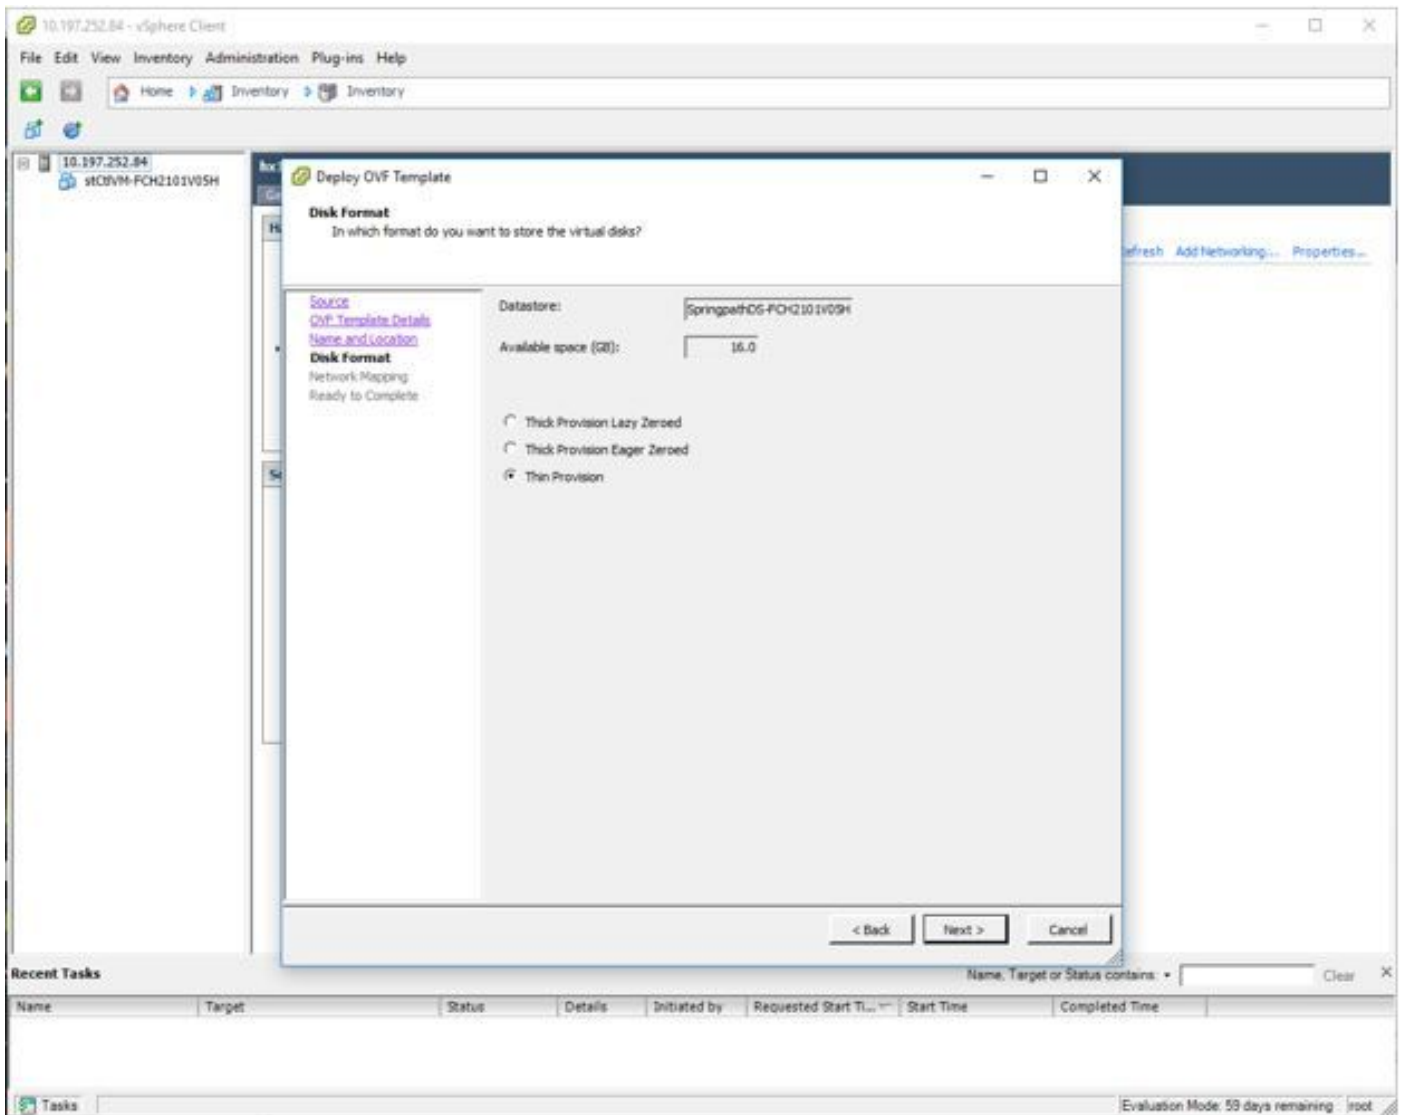 10.197.252.84 - vSphere Client
File Edit View Inventory Administration Plug-ins Help
Home Inventory Inventory
10.197.252.84
stCtlVM-FCH2101V05H
Deploy OVF Template
Disk Format
In which format do you want to store the virtual disks?
efresh Add Networking... Properties...
Source
OVF Template Details
Name and Location
Disk Format
Network Mapping
Ready to Complete
Datastore: SpringpathDS-FCH2101V05H
Available space (GB): 16.0
Thick Provision Lazy Zeroed
Thick Provision Eager Zeroed
Thin Provision
< Back Next > Cancel
Recent Tasks Name, Target or Status contains: Clear
Name Target Status Details Initiated by Requested Start Ti... Start Time Completed Time
Tasks Evaluation Mode: 59 days remaining root